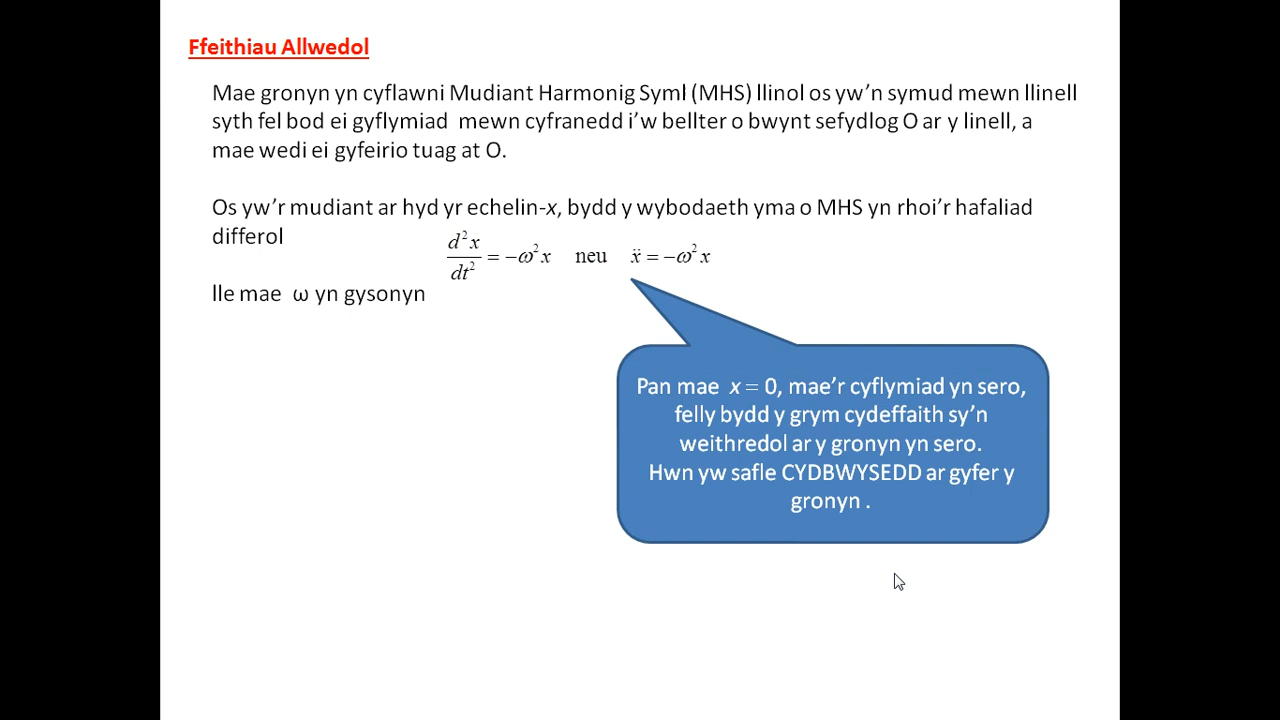 Ffeithiau Allwedol
Mae gronyn yn cyflawni Mudiant Harmonig Syml (MHS) llinol os yw’n symud mewn llinell
syth fel bod ei gyflymiad mewn cyfranedd i’w bellter o bwynt sefydlog O ar y linell, a
mae wedi ei gyfeirio tuag at O.
Os yw’r mudiant ar hyd yr echelin-x, bydd y wybodaeth yma o MHS yn rhoi’r hafaliad
differol
d²x/dt² = −ω²x neu ẍ = −ω²x
lle mae ω yn gysonyn
Pan mae x = 0, mae’r cyflymiad yn sero,
felly bydd y grym cydeffaith sy’n
weithredol ar y gronyn yn sero.
Hwn yw safle CYDBWYSEDD ar gyfer y
gronyn .